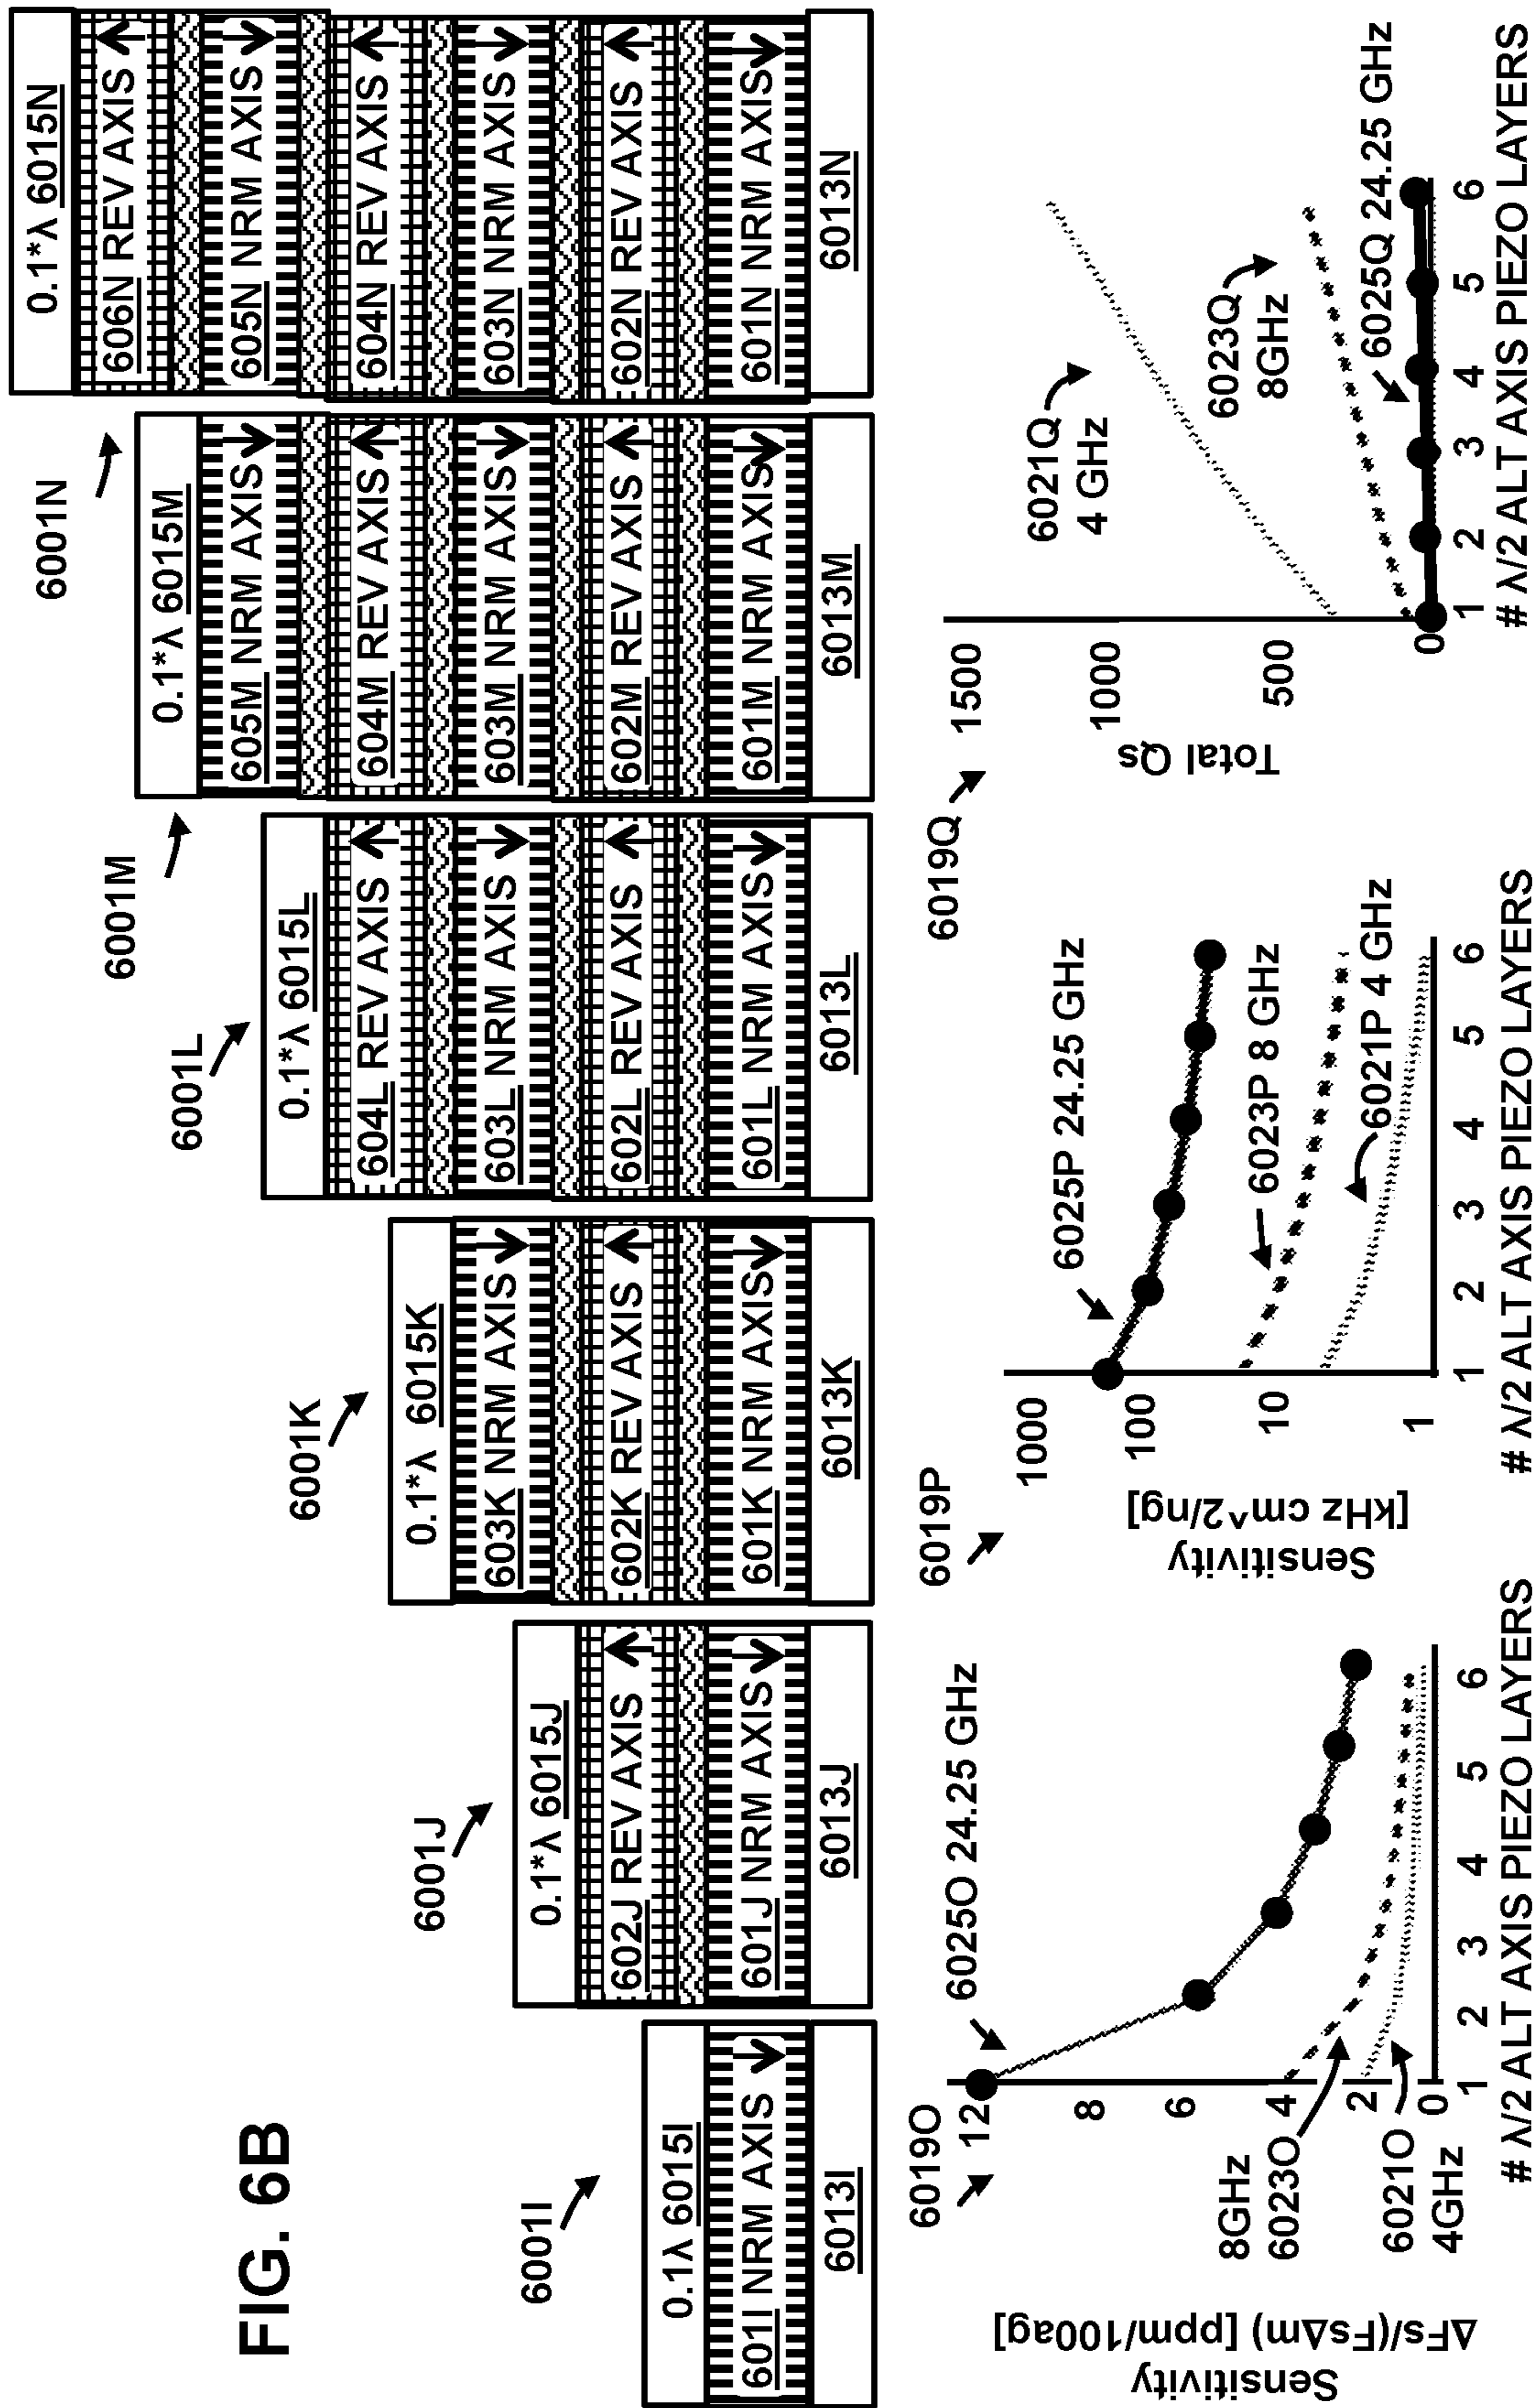 FIG. 6B
6001I
0.1λ 6015I
601I NRM AXIS
6013I
6001J
0.1*λ 6015J
602J REV AXIS
601J NRM AXIS
6013J
6001K
0.1*λ 6015K
603K NRM AXIS
602K REV AXIS
601K NRM AXIS
6013K
6001L
0.1*λ 6015L
604L REV AXIS
603L NRM AXIS
602L REV AXIS
601L NRM AXIS
6013L
6001M
0.1*λ 6015M
605M NRM AXIS
604M REV AXIS
603M NRM AXIS
602M REV AXIS
601M NRM AXIS
6013M
6001N
0.1*λ 6015N
606N REV AXIS
605N NRM AXIS
604N REV AXIS
603N NRM AXIS
602N REV AXIS
601N NRM AXIS
6013N
6019O
Sensitivity
ΔFs/(FsΔm) [ppm/100ag]
12
8
6
4
2
0
6025O 24.25 GHz
8GHz
6023O
6021O
4GHz
1 2 3 4 5 6
# λ/2 ALT AXIS PIEZO LAYERS
6019P
Sensitivity
[kHz cm^2/ng]
1000
100
10
1
6025P 24.25 GHz
6023P 8 GHz
6021P 4 GHz
1 2 3 4 5 6
# λ/2 ALT AXIS PIEZO LAYERS
6019Q
Total Qs
1500
1000
500
0
6021Q
4 GHz
6023Q
8GHz
6025Q 24.25 GHz
1 2 3 4 5 6
# λ/2 ALT AXIS PIEZO LAYERS